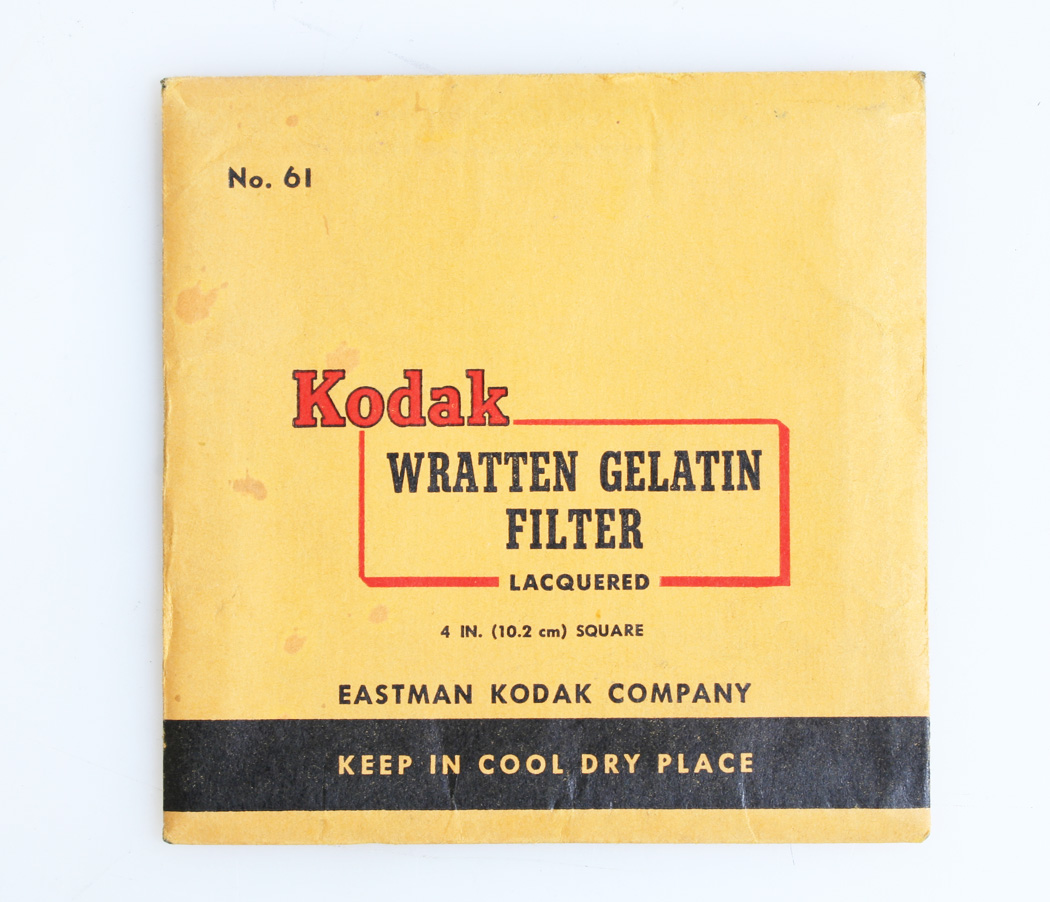 No. 61
Kodak
WRATTEN GELATIN
FILTER
LACQUERED
4 IN. (10.2 cm) SQUARE
EASTMAN KODAK COMPANY
KEEP IN COOL DRY PLACE